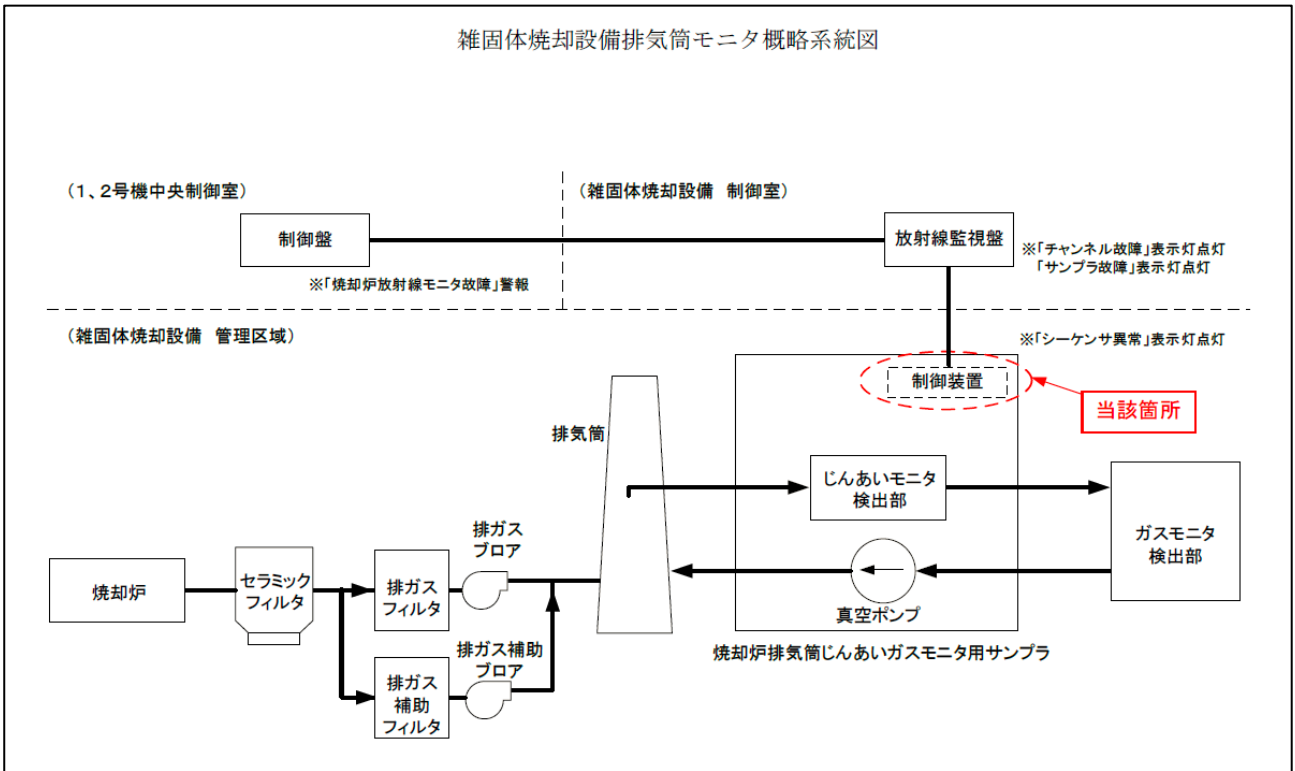 雑固体焼却設備排気筒モニタ概略系統図
(1、2号機中央制御室)
(雑固体焼却設備 制御室)
制御盤
放射線監視盤
※「チャンネル故障」表示灯点灯
「サンプラ故障」表示灯点灯
※「焼却炉放射線モニタ故障」警報
(雑固体焼却設備 管理区域)
※「シーケンサ異常」表示灯点灯
制御装置
当該箇所
排気筒
じんあいモニタ
検出部
ガスモニタ
検出部
排ガス
ブロア
焼却炉
セラミック
フィルタ
排ガス
フィルタ
真空ポンプ
排ガス補助
ブロア
焼却炉排気筒じんあいガスモニタ用サンプラ
排ガス
補助
フィルタ